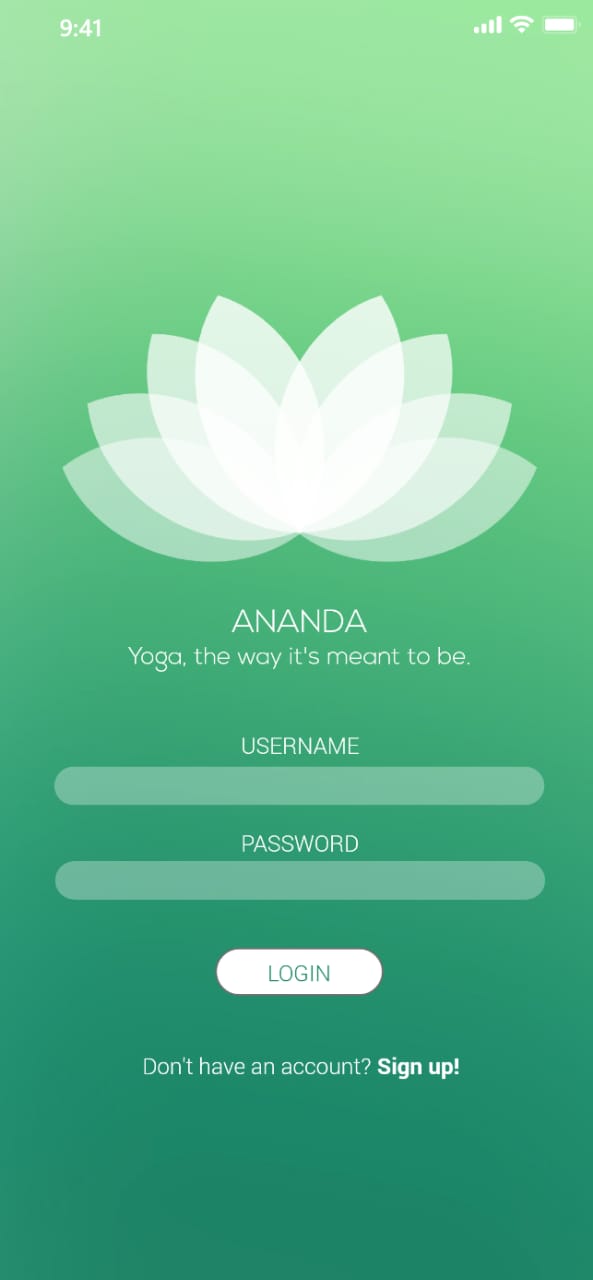 9:41
ANANDA
Yoga, the way it's meant to be.
USERNAME
PASSWORD
LOGIN
Don't have an account? Sign up!